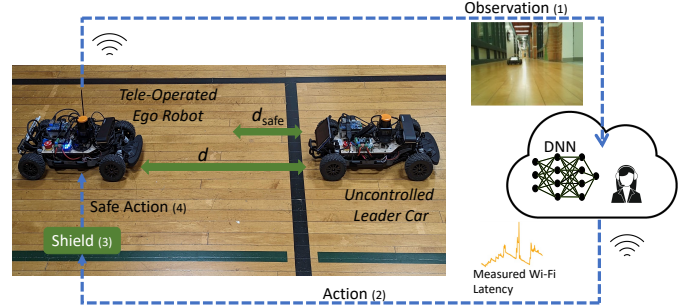 Observation (1)
Tele-Operated
Ego Robot
d_safe
d
DNN
Uncontrolled
Leader Car
Safe Action (4)
Shield (3)
Measured Wi-Fi
Latency
Action (2)